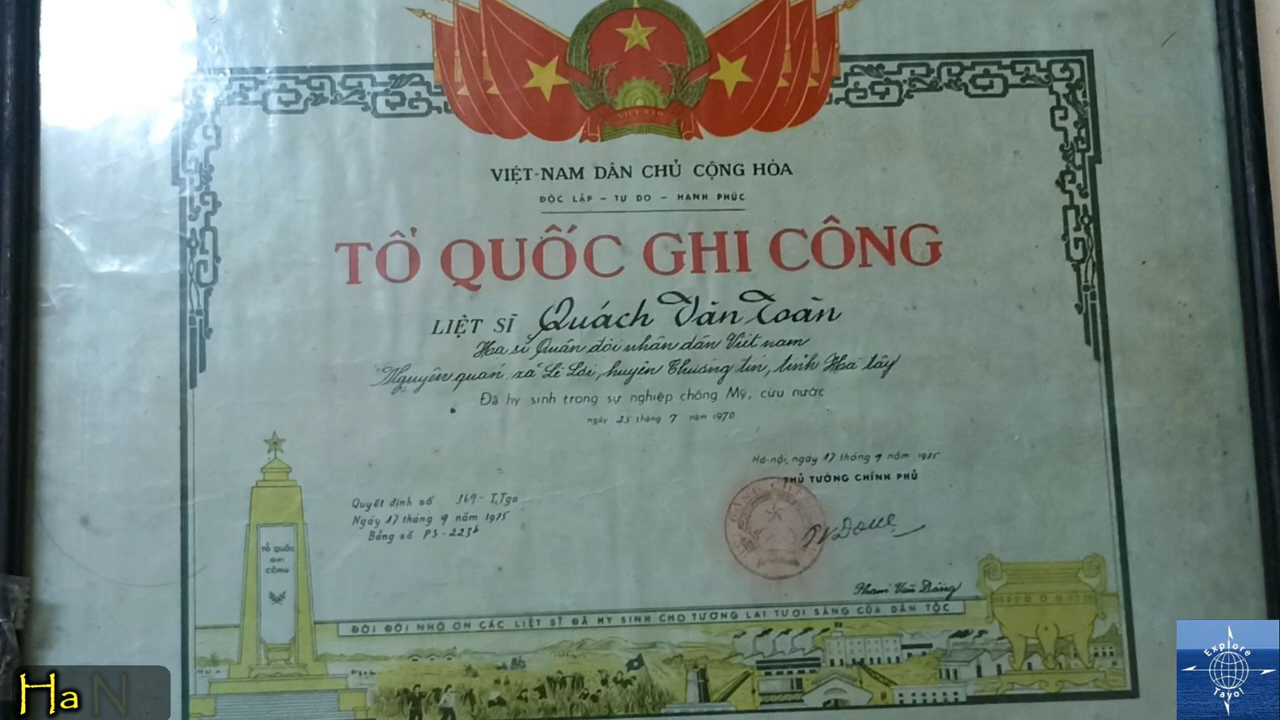 VIỆT-NAM DÂN CHỦ CỘNG HÒA
ĐỘC LẬP - TỰ DO - HẠNH PHÚC
TỔ QUỐC GHI CÔNG
LIỆT SĨ Quách Văn Toàn
Hạ sĩ Quân đội nhân dân Việt nam
Nguyên quán xã Lê Lợi, huyện Thường tín, tỉnh Hà tây
Đã hy sinh trong sự nghiệp chống Mỹ, cứu nước
ngày 25 tháng 7 năm 1970
Hà-nội, ngày 17 tháng 9 năm 1975
THỦ TƯỚNG CHÍNH PHỦ
Quyết định số 369 - T.Tg
Ngày 17 tháng 9 năm 1975
Bằng số PS - 223b
Phạm Văn Đồng
TỔ QUỐC
GHI
CÔNG
ĐỜI ĐỜI NHỚ ƠN CÁC LIỆT SĨ ĐÃ HY SINH CHO TƯƠNG LAI TƯƠI SÁNG CỦA DÂN TỘC
Ha N
Explore
Tayo!